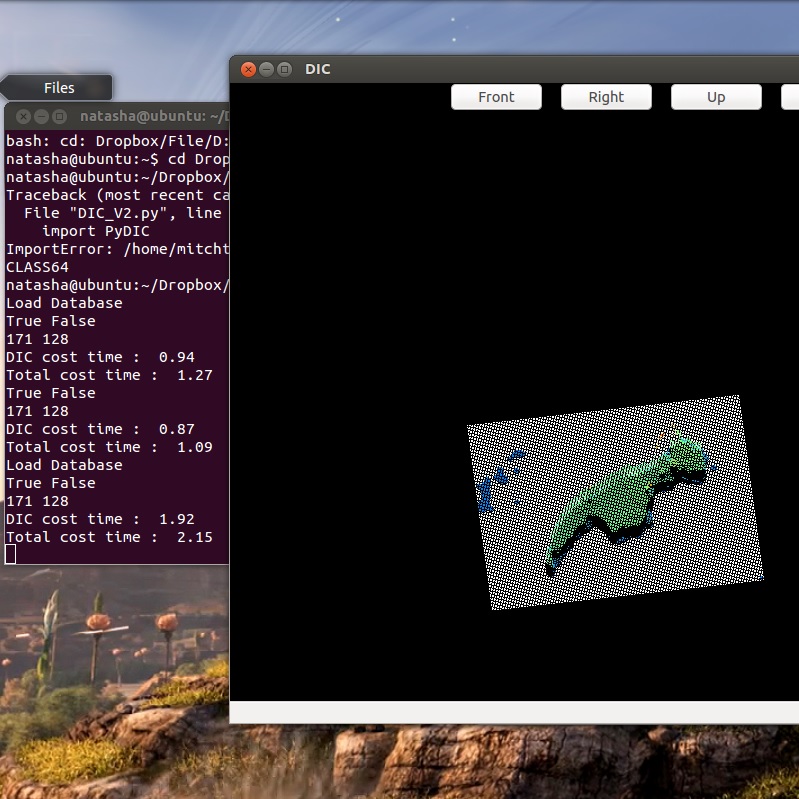 Files
natasha@ubuntu: ~/D
bash: cd: Dropbox/File/D:
natasha@ubuntu:~$ cd Drop
natasha@ubuntu:~/Dropbox/
Traceback (most recent ca
File "DIC_V2.py", line
import PyDIC
ImportError: /home/mitcht
CLASS64
natasha@ubuntu:~/Dropbox/
Load Database
True False
171 128
DIC cost time :  0.94
Total cost time :  1.27
True False
171 128
DIC cost time :  0.87
Total cost time :  1.09
Load Database
True False
171 128
DIC cost time :  1.92
Total cost time :  2.15
DIC
Front Right Up